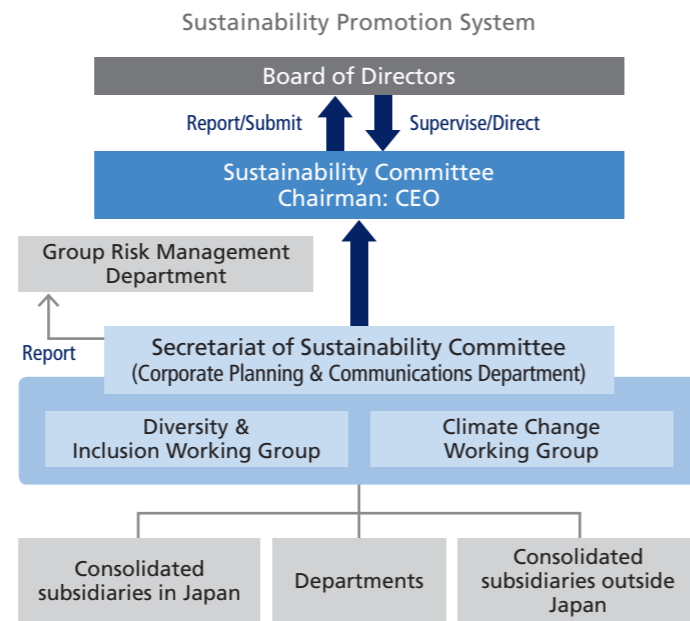 Sustainability Promotion System
Board of Directors
Report/Submit
Supervise/Direct
Sustainability Committee
Chairman: CEO
Group Risk Management
Department
Report
Secretariat of Sustainability Committee
(Corporate Planning & Communications Department)
Diversity &
Inclusion Working Group
Climate Change
Working Group
Consolidated
subsidiaries in Japan
Departments
Consolidated
subsidiaries outside
Japan